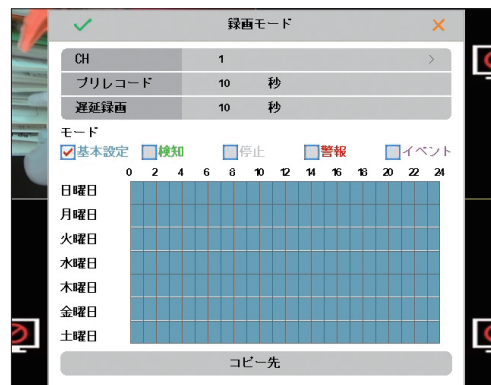 録画モード
CH 1
プリレコード 10 秒
遅延録画 10 秒
モード
基本設定 検知 停止 警報 イベント
0 2 4 6 8 10 12 14 16 18 20 22 24
日曜日
月曜日
火曜日
水曜日
木曜日
金曜日
土曜日
コピー先